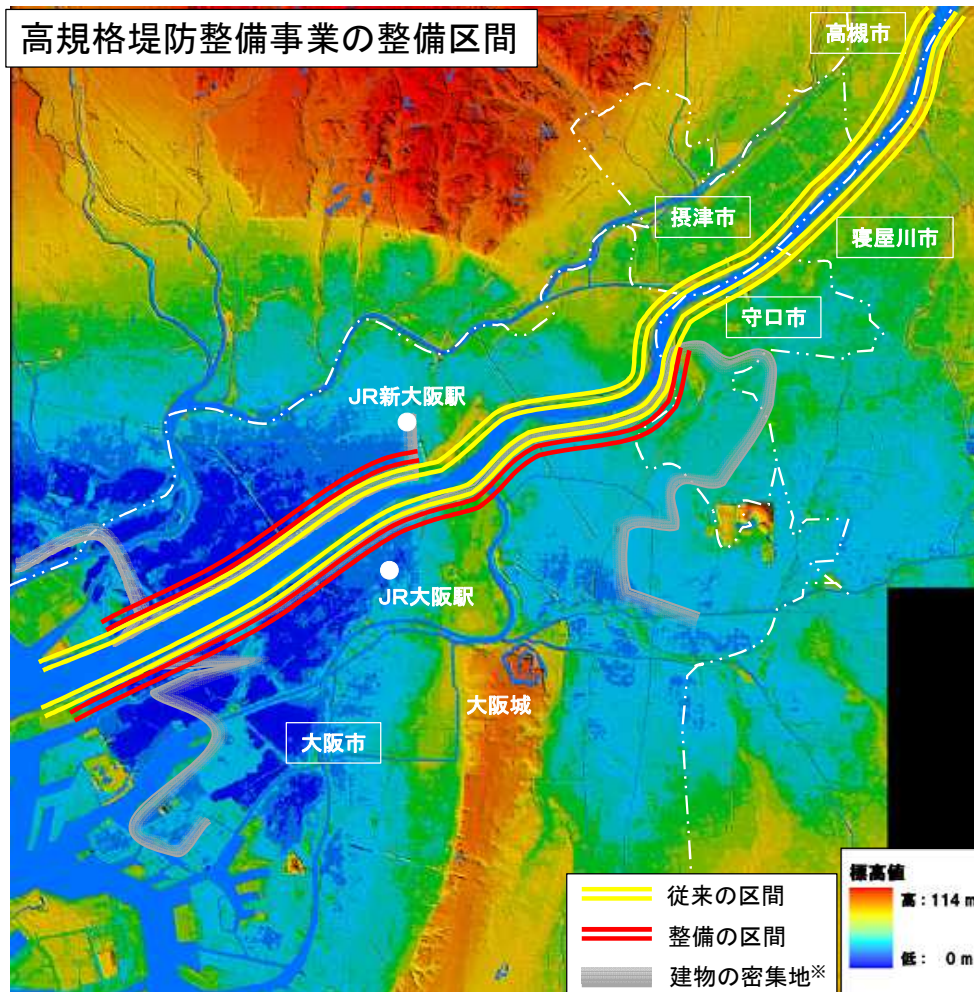 高規格堤防整備事業の整備区間
高槻市
摂津市
寝屋川市
守口市
JR新大阪駅
JR大阪駅
大阪城
大阪市
従来の区間
整備の区間
建物の密集地※
標高値
高：114 m
低： 0 m